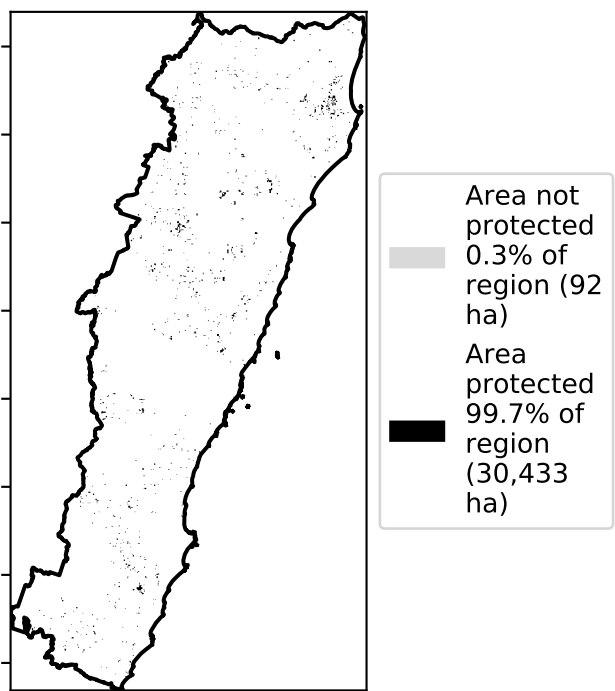 Area not
protected
0.3% of
region (92
ha)
Area
protected
99.7% of
region
(30,433
ha)